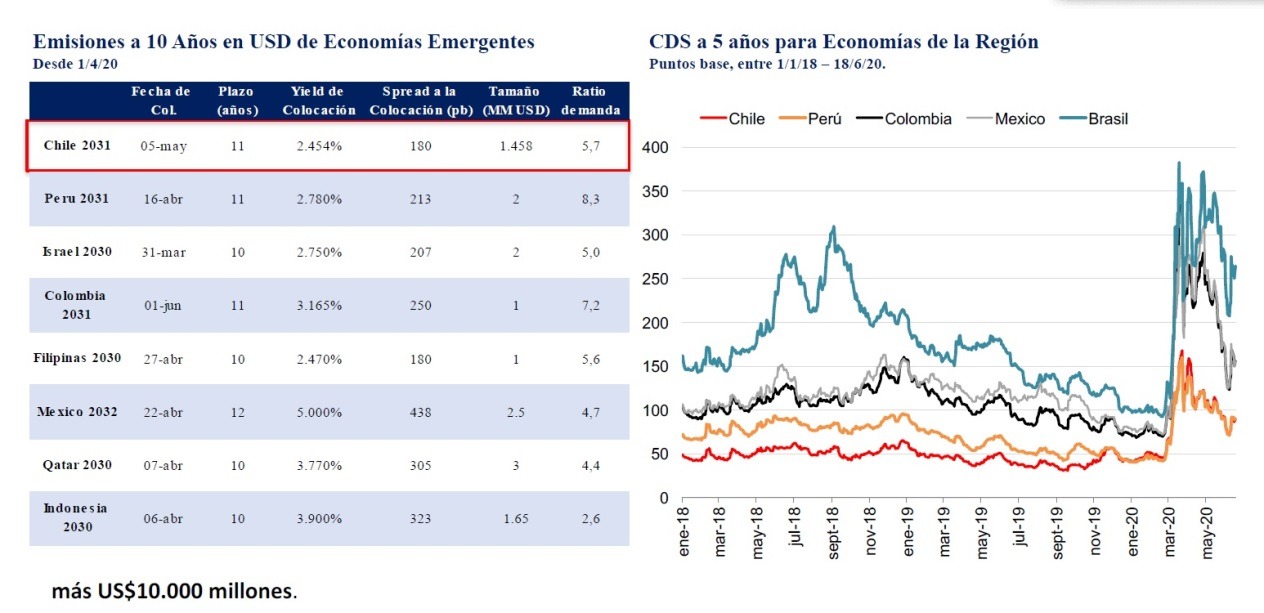 Emisiones a 10 Años en USD de Economías Emergentes
Desde 1/4/20
Fecha de Col. Plazo (años) Yield de Colocación Spread a la Colocación (pb) Tamaño (MM USD) Ratio demanda
Chile 2031 05-may 11 2.454% 180 1.458 5,7
Peru 2031 16-abr 11 2.780% 213 2 8,3
Israel 2030 31-mar 10 2.750% 207 2 5,0
Colombia 2031 01-jun 11 3.165% 250 1 7,2
Filipinas 2030 27-abr 10 2.470% 180 1 5,6
Mexico 2032 22-abr 12 5.000% 438 2.5 4,7
Qatar 2030 07-abr 10 3.770% 305 3 4,4
Indonesia 2030 06-abr 10 3.900% 323 1.65 2,6
más US$10.000 millones.
CDS a 5 años para Economías de la Región
Puntos base, entre 1/1/18 – 18/6/20.
Chile Perú Colombia Mexico Brasil
400
350
300
250
200
150
100
50
0
ene-18 mar-18 may-18 jul-18 sept-18 nov-18 ene-19 mar-19 may-19 jul-19 sept-19 nov-19 ene-20 mar-20 may-20